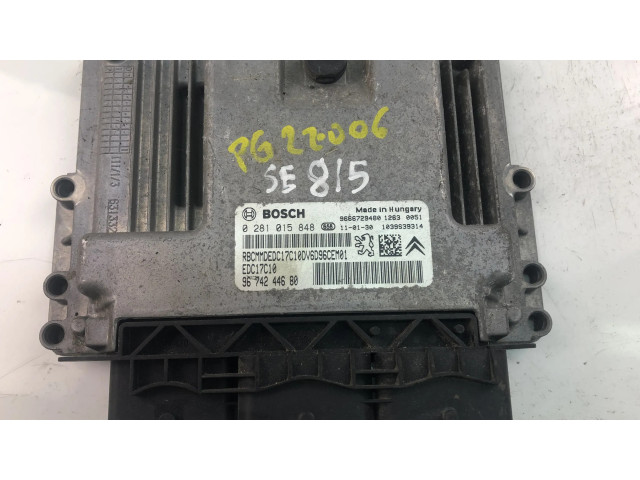 PG 22-006
SE 815
BOSCH
Made in Hungary
9666729480 1263 0051
0 281 015 848
11-01-30 1039S39314
RBCMMDEDC17C10DV6D96CEM01
EDC17C10
96 742 446 80